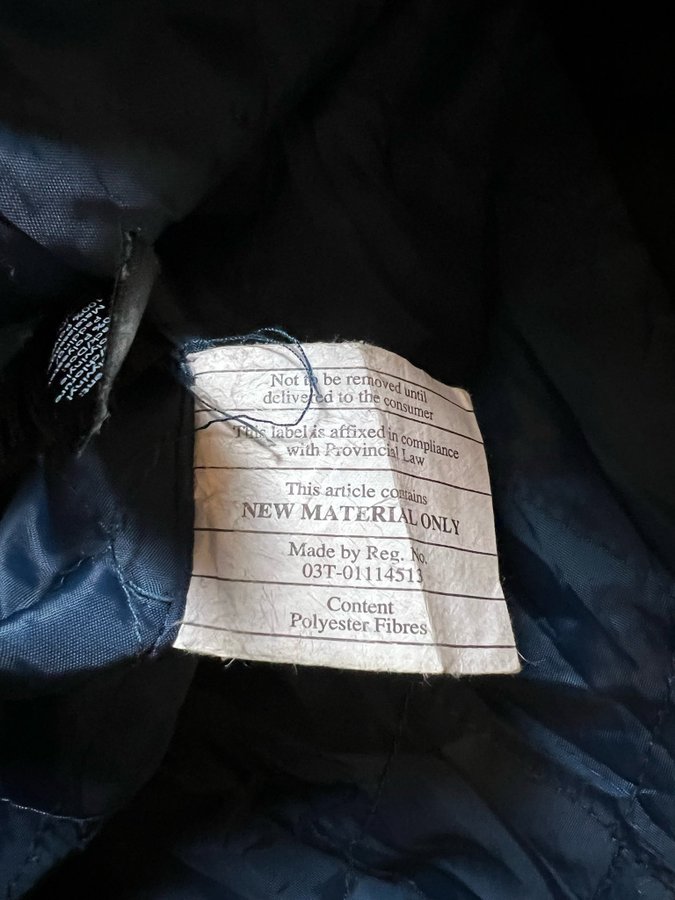 Not to be removed until
delivered to the consumer
This label is affixed in compliance
with Provincial Law
This article contains
NEW MATERIAL ONLY
Made by Reg. No.
03T-01114513
Content
Polyester Fibres